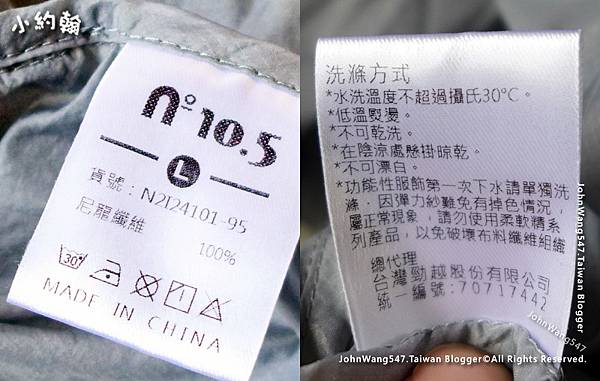 小約翰
n°10.5
L
貨號：N2I24101-95
尼龍纖維
100%
30°
MADE IN CHINA
洗滌方式
*水洗溫度不超過攝氏30°C。
*低溫熨燙。
*不可乾洗。
*在陰涼處懸掛晾乾。
*不可漂白。
*功能性服飾第一次下水請單獨洗
滌．因彈力紗難免有掉色情況，
屬正常現象，請勿使用柔軟精系
列產品，以免破壞布料纖維組織
總代理
台灣勁越股份有限公司
統一編號：70717442
JohnWang547.Taiwan Blogger
JohnWang547
JohnWang547.Taiwan Blogger©All Rights Reserved.